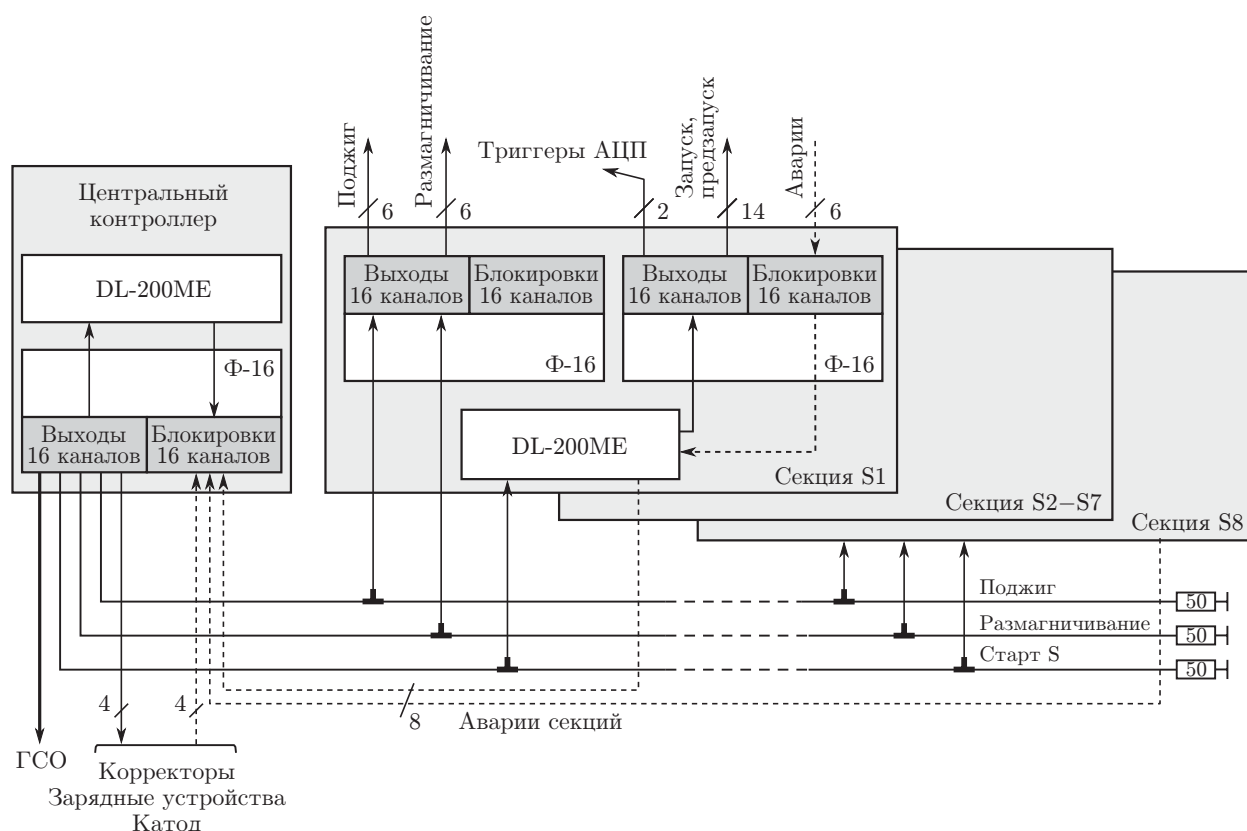 Центральный
контроллер
DL-200ME
Ф-16
Выходы
16 каналов
Блокировки
16 каналов
Поджиг
6
Размагничивание
6
Триггеры АЦП
2
Запуск,
предзапуск
14
Аварии
6
Выходы
16 каналов
Блокировки
16 каналов
Ф-16
Выходы
16 каналов
Блокировки
16 каналов
Ф-16
DL-200ME
Секция S1
Секция S2–S7
Секция S8
Поджиг
50
Размагничивание
50
Старт S
50
4
4
8
Аварии секций
ГСО
Корректоры
Зарядные устройства
Катод